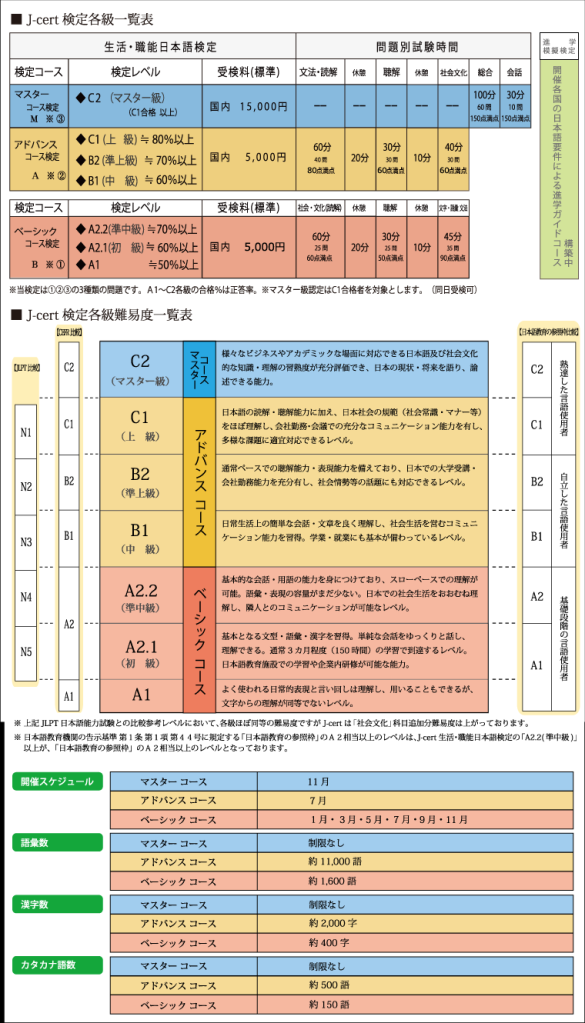 ■ J-cert 検定各級一覧表
生活・職能日本語検定 問題別試験時間
検定コース 検定レベル 受検料(標準) 文法・読解 休憩 聴解 休憩 社会文化 総合 会話
マスター
コース検定
M ※③
◆C2 (マスター級)
(C1合格 以上)
国内 15,000円
── ── ── ── ──
100分 30分
60問 10問
150点満点 150点満点
アドバンス
コース検定
A ※②
◆C1(上 級)≒80%以上
◆B2(準上級)≒70%以上
◆B1(中 級)≒60%以上
国内 5,000円
60分 20分 30分 10分 40分
40問 30問 30問
80点満点 60点満点 60点満点
進 学
模擬検定
開催各国の日本語要件による進学ガイドコース
構築中
検定コース 検定レベル 受検料(標準) 社会・文化(読解) 休憩 聴解 休憩
ベーシック
コース検定
B ※①
◆A2.2(準中級)≒70%以上
◆A2.1(初 級)≒60%以上
◆A1 ≒50%以上
国内 5,000円
60分 20分 30分 10分 45分
25問 25問 35問
60点満点 50点満点 90点満点
※当検定は①②③の3種類の問題です。A1〜C2各級の合格%は正答率。※マスター級認定はC1合格者を対象とします。(同日受検可)
■ J-cert 検定各級難易度一覧表
【JLPT比較】
N1
N2
N3
N4
N5
【CEFR比較】
C2
C1
B2
B1
A2
A1
C2
(マスター級)
マスター
コース
様々なビジネスやアカデミックな場面に対応できる日本語及び社会文化
的な知識・理解の習熟度が充分評価でき、日本の現状・将来を語り、論
述できる能力。
C1
(上 級)
アドバンス コース
日本語の読解・聴解能力に加え、日本社会の規範(社会常識・マナー等)
をほぼ理解し、会社勤務・会議での充分なコミュニケーション能力を有し、
多様な課題に適宜対応できるレベル。
B2
(準上級)
通常ペースでの聴解能力・表現能力を備えており、日本での大学受講・
会社勤務能力を充分有し、社会情勢等の話題にも対応できるレベル。
B1
(中 級)
日常生活上の簡単な会話・文章を良く理解し、社会生活を営むコミュニ
ケーション能力を習得。学業・就業にも基本が備わっているレベル。
A2.2
(準中級)
ベーシック コース
基本的な会話・用語の能力を身につけており、スローペースでの理解が
可能。語彙・表現の容量がまだ少ない。日本での社会生活をおおむね理
解し、隣人とのコミュニケーションが可能なレベル。
A2.1
(初 級)
基本となる文型・語彙・漢字を習得。単純な会話をゆっくりと話し、
理解できる。通常3カ月程度(150時間)の学習で到達するレベル。
日本語教育施設での学習や企業内研修が可能な能力。
A1
よく使われる日常的表現と言い回しは理解し、用いることもできるが、
文字からの理解が同等でないレベル。
【日本語教育の参照枠比較】
C2
C1
B2
B1
A2
A1
熟達した言語使用者
自立した言語使用者
基礎段階の言語使用者
※ 上記 JLPT 日本語能力試験との比較参考レベルにおいて、各級ほぼ同等の難易度ですが J-cert は「社会文化」科目追加分難易度は上がっております。
※ 日本語教育機関の告示基準 第1条 第1項 第44号に規定する「日本語教育の参照枠」のA2相当以上のレベルは、J-cert 生活・職能日本語検定の「A2.2(準中級)」
以上が、「日本語教育の参照枠」のA2相当以上のレベルとなっております。
開催スケジュール
マスター コース 11月
アドバンス コース 7月
ベーシック コース 1月・3月・5月・7月・9月・11月
語彙数
マスター コース 制限なし
アドバンス コース 約 11,000 語
ベーシック コース 約 1,600 語
漢字数
マスター コース 制限なし
アドバンス コース 約 2,000 字
ベーシック コース 約 400 字
カタカナ語数
マスター コース 制限なし
アドバンス コース 約 500 語
ベーシック コース 約 150 語